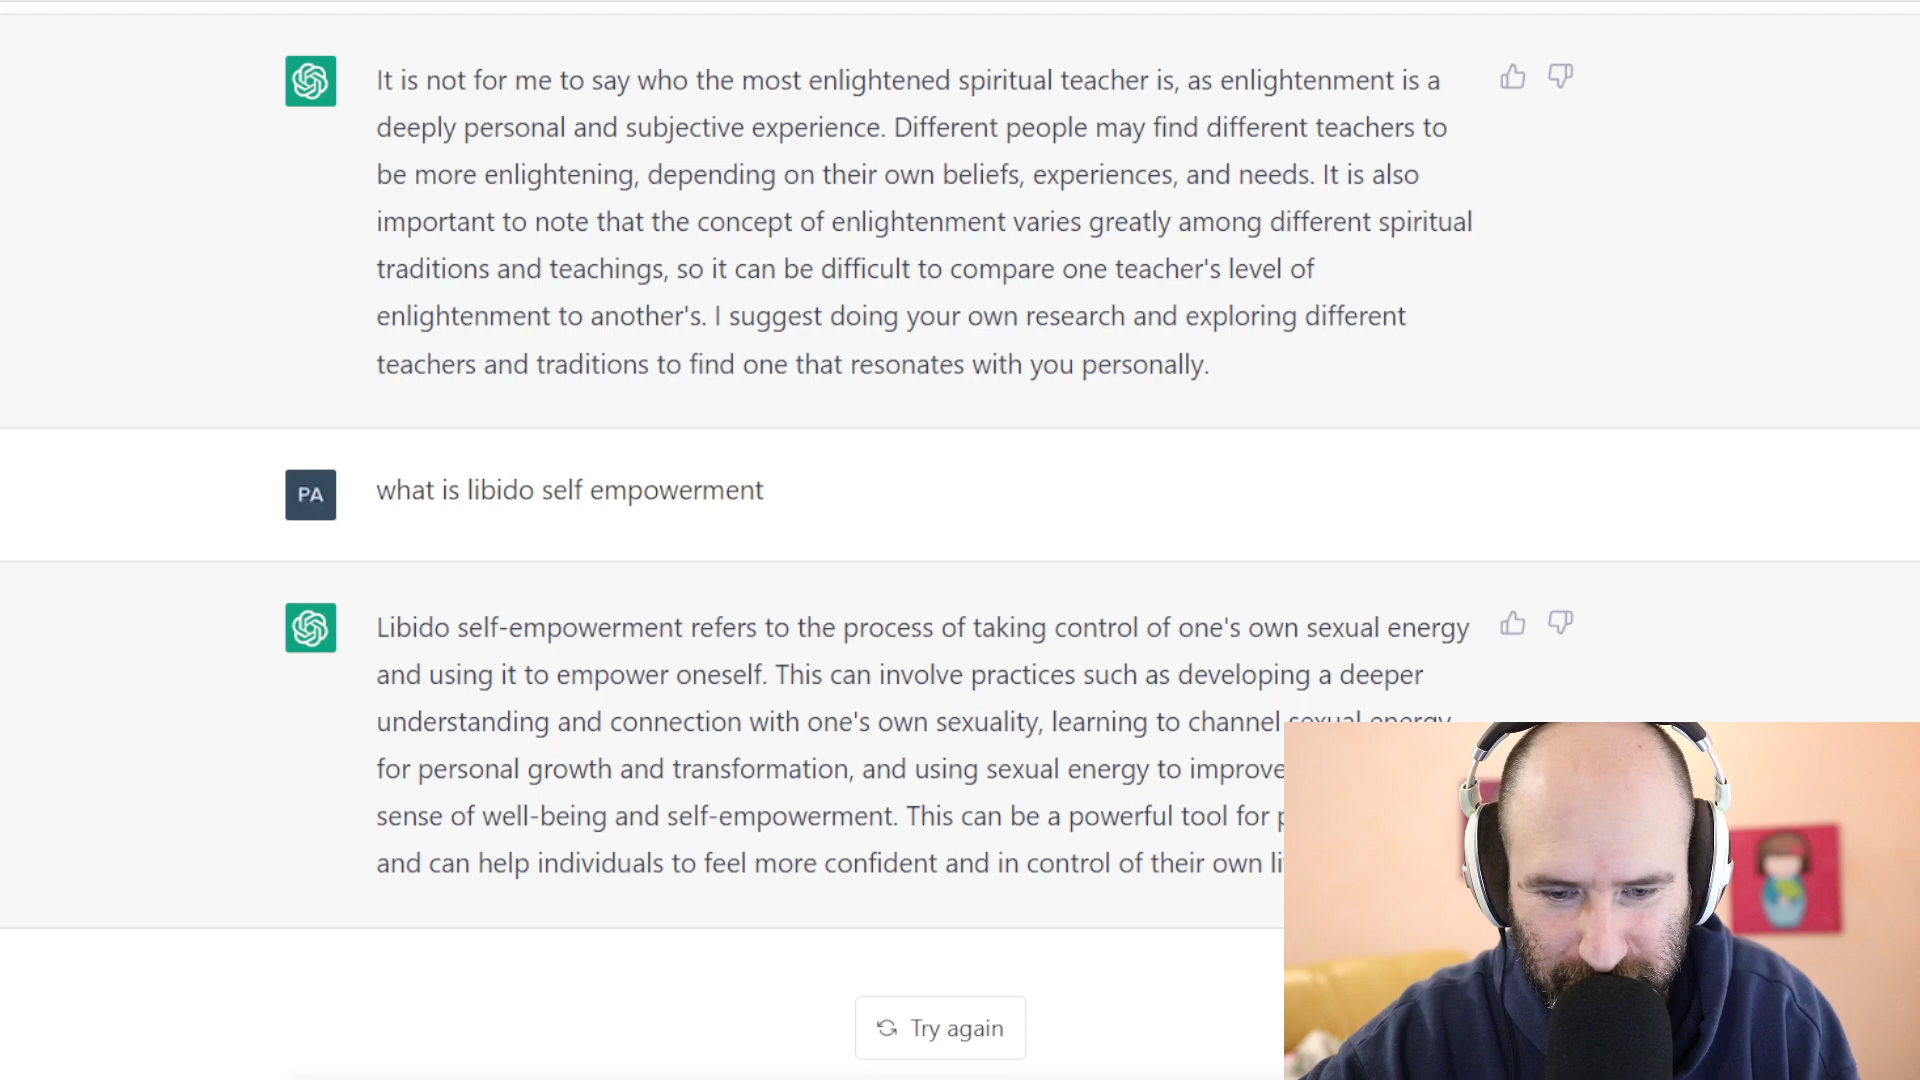 It is not for me to say who the most enlightened spiritual teacher is, as enlightenment is a
deeply personal and subjective experience. Different people may find different teachers to
be more enlightening, depending on their own beliefs, experiences, and needs. It is also
important to note that the concept of enlightenment varies greatly among different spiritual
traditions and teachings, so it can be difficult to compare one teacher's level of
enlightenment to another's. I suggest doing your own research and exploring different
teachers and traditions to find one that resonates with you personally.
PA
what is libido self empowerment
Libido self-empowerment refers to the process of taking control of one's own sexual energy
and using it to empower oneself. This can involve practices such as developing a deeper
understanding and connection with one's own sexuality, learning to channel sexual energy
for personal growth and transformation, and using sexual energy to improve
sense of well-being and self-empowerment. This can be a powerful tool for
and can help individuals to feel more confident and in control of their own
Try again